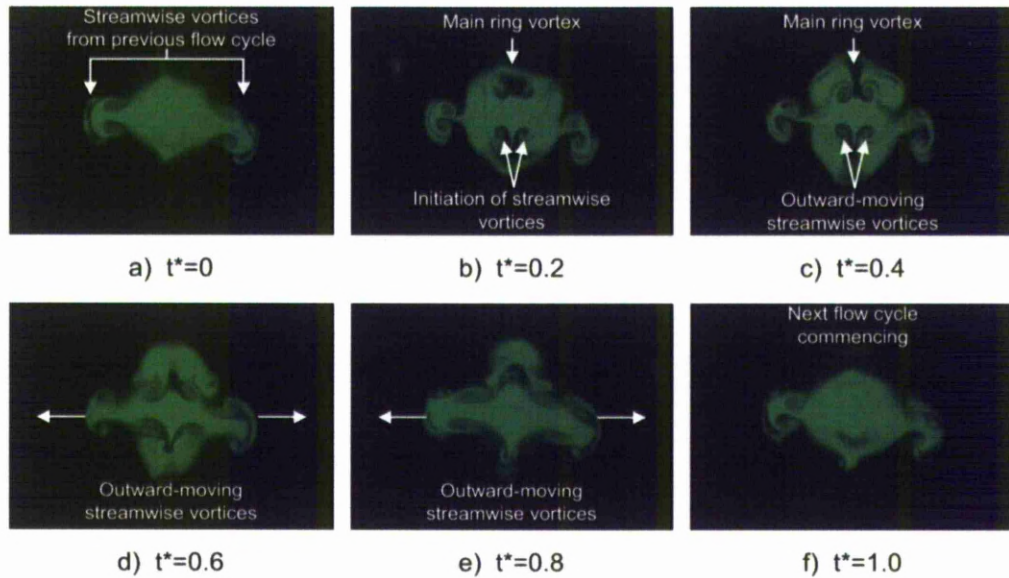 Streamwise vortices
from previous flow cycle
Main ring vortex
Initiation of streamwise
vortices
Main ring vortex
Outward-moving
streamwise vortices
a) t*=0
b) t*=0.2
c) t*=0.4
Outward-moving
streamwise vortices
Outward-moving
streamwise vortices
Next flow cycle
commencing
d) t*=0.6
e) t*=0.8
f) t*=1.0